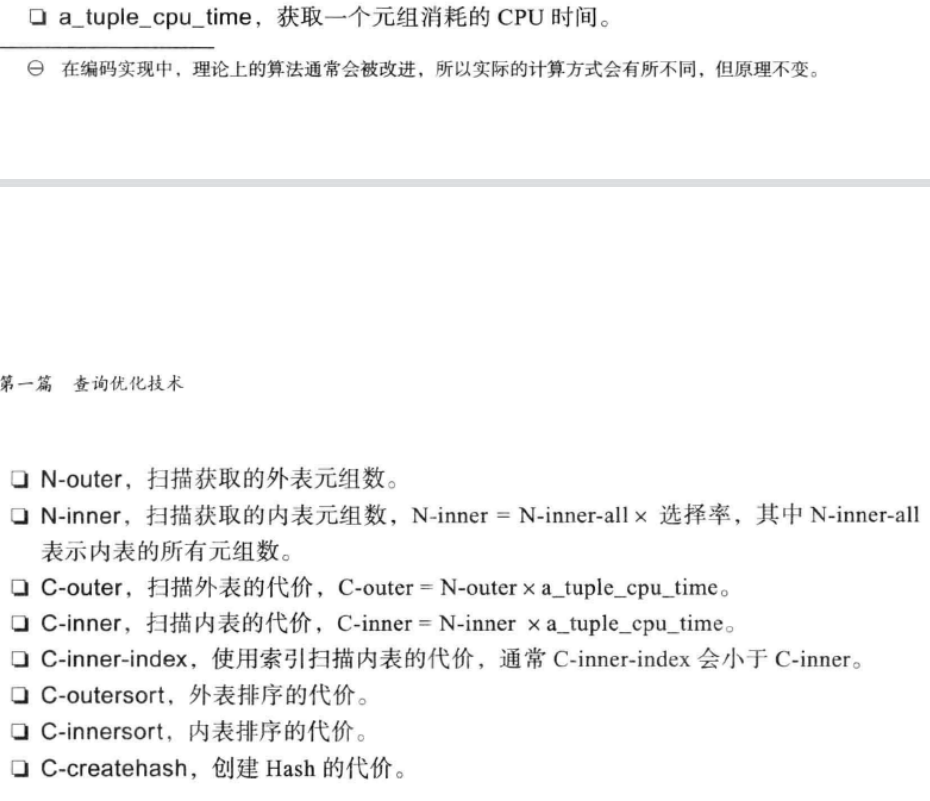 ❏ a_tuple_cpu_time，获取一个元组消耗的 CPU 时间。
㊀ 在编码实现中，理论上的算法通常会被改进，所以实际的计算方式会有所不同，但原理不变。
第一篇 查询优化技术
❏ N-outer，扫描获取的外表元组数。
❏ N-inner，扫描获取的内表元组数，N-inner = N-inner-all × 选择率，其中 N-inner-all
表示内表的所有元组数。
❏ C-outer，扫描外表的代价，C-outer = N-outer × a_tuple_cpu_time。
❏ C-inner，扫描内表的代价，C-inner = N-inner × a_tuple_cpu_time。
❏ C-inner-index，使用索引扫描内表的代价，通常 C-inner-index 会小于 C-inner。
❏ C-outersort，外表排序的代价。
❏ C-innersort，内表排序的代价。
❏ C-createhash，创建 Hash 的代价。